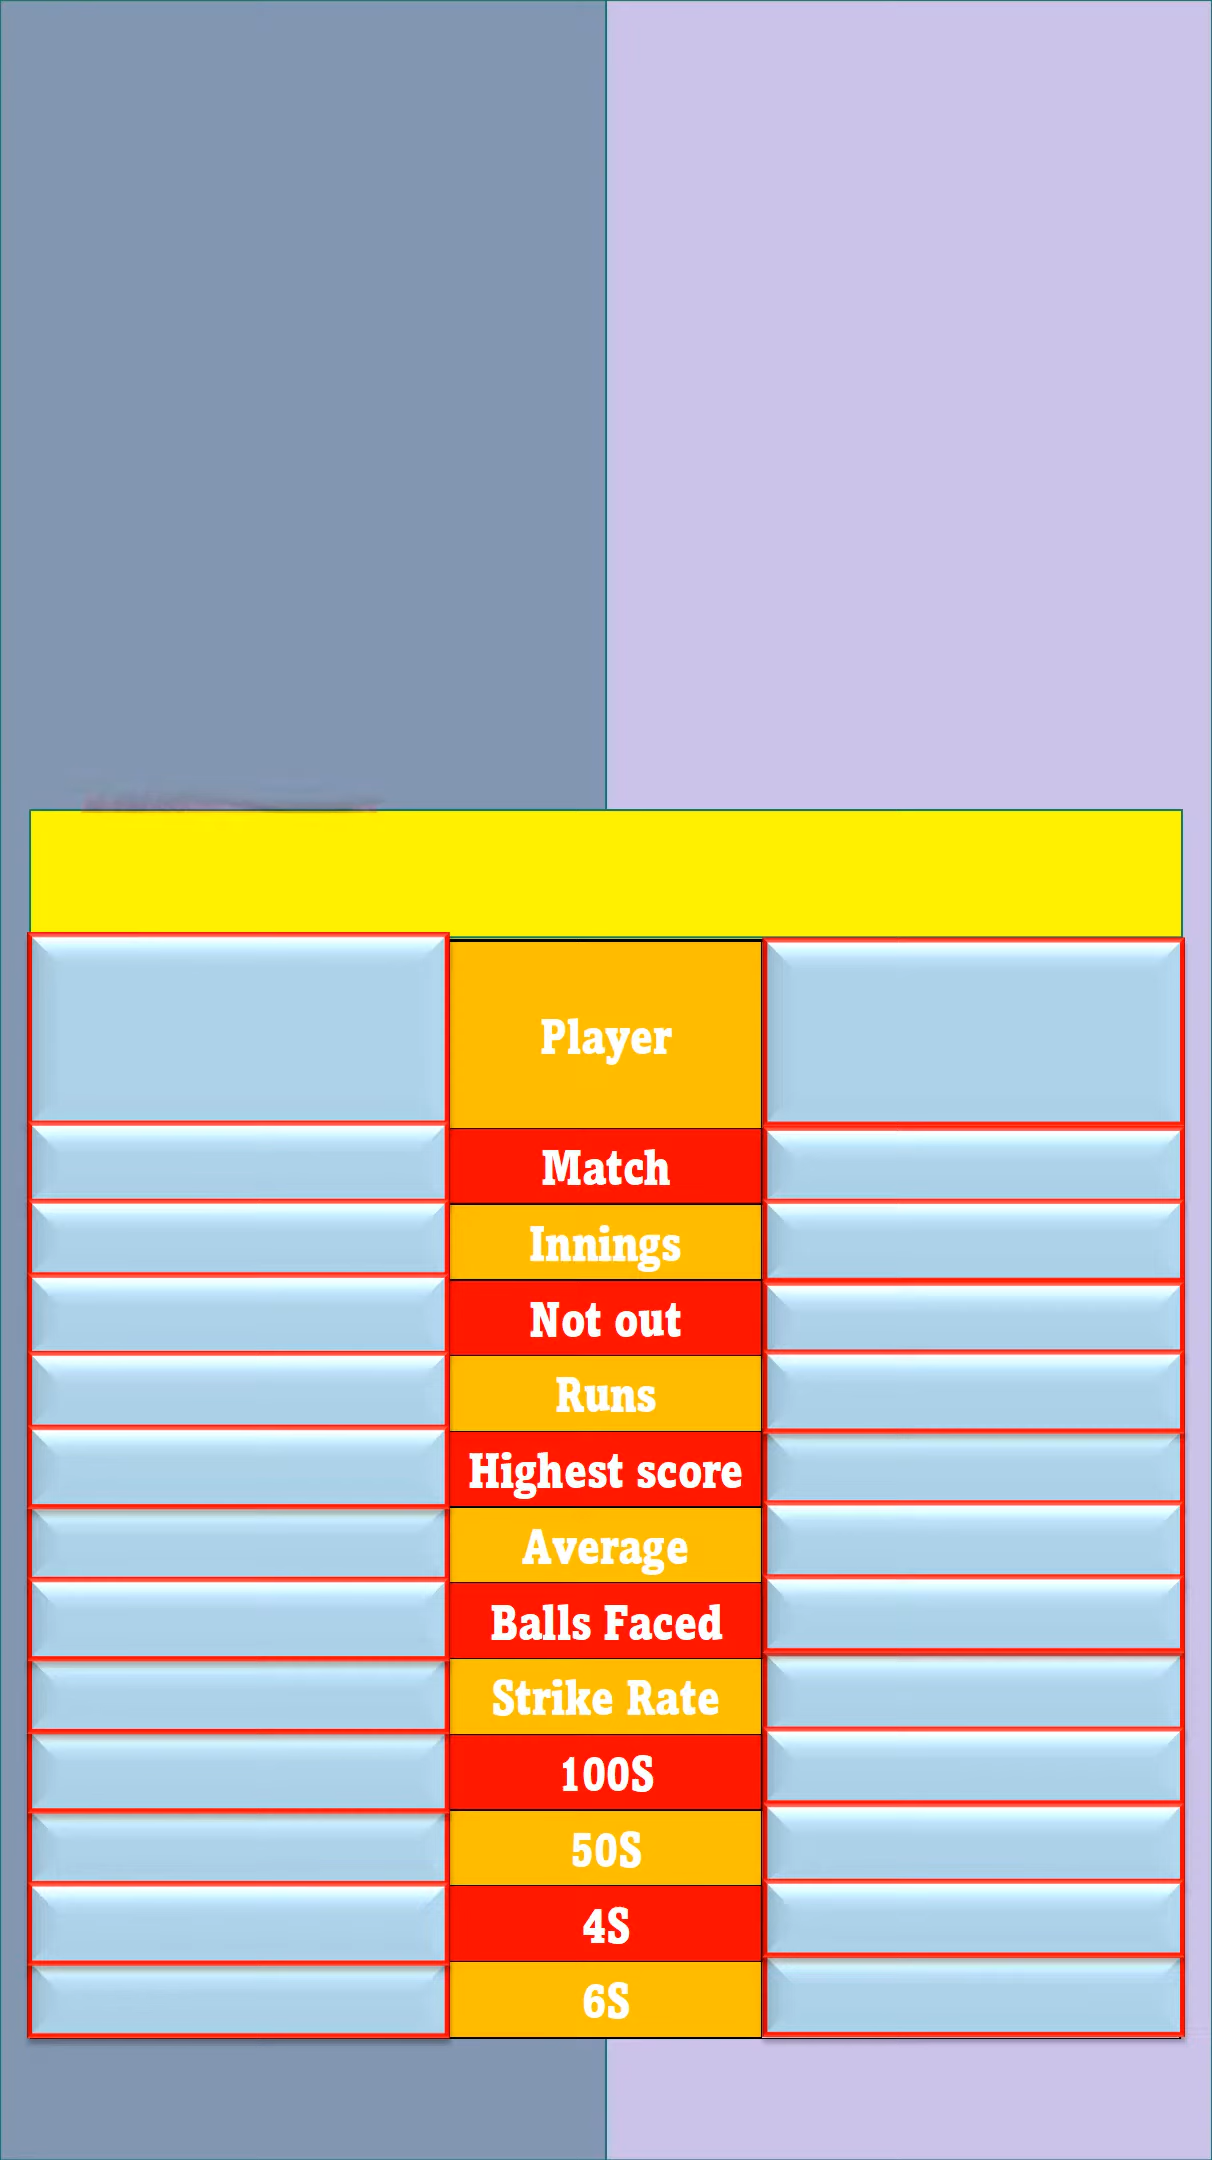 Player
Match
Innings
Not out
Runs
Highest score
Average
Balls Faced
Strike Rate
100S
50S
4S
6S